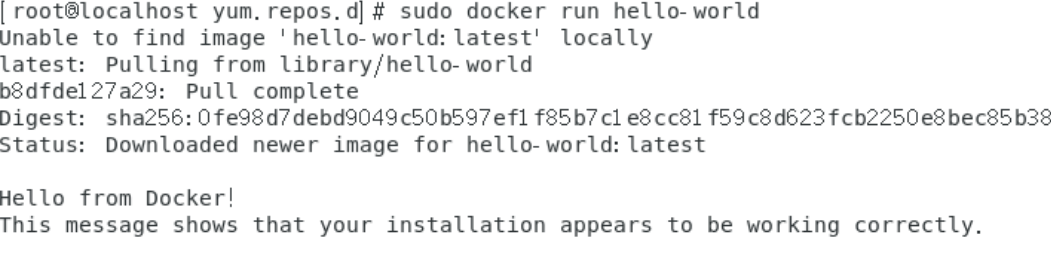 [root@localhost yum.repos.d]# sudo docker run hello-world
Unable to find image 'hello-world:latest' locally
latest: Pulling from library/hello-world
b8dfde127a29: Pull complete
Digest: sha256:0fe98d7debd9049c50b597ef1f85b7c1e8cc81f59c8d623fcb2250e8bec85b38
Status: Downloaded newer image for hello-world:latest
Hello from Docker!
This message shows that your installation appears to be working correctly.